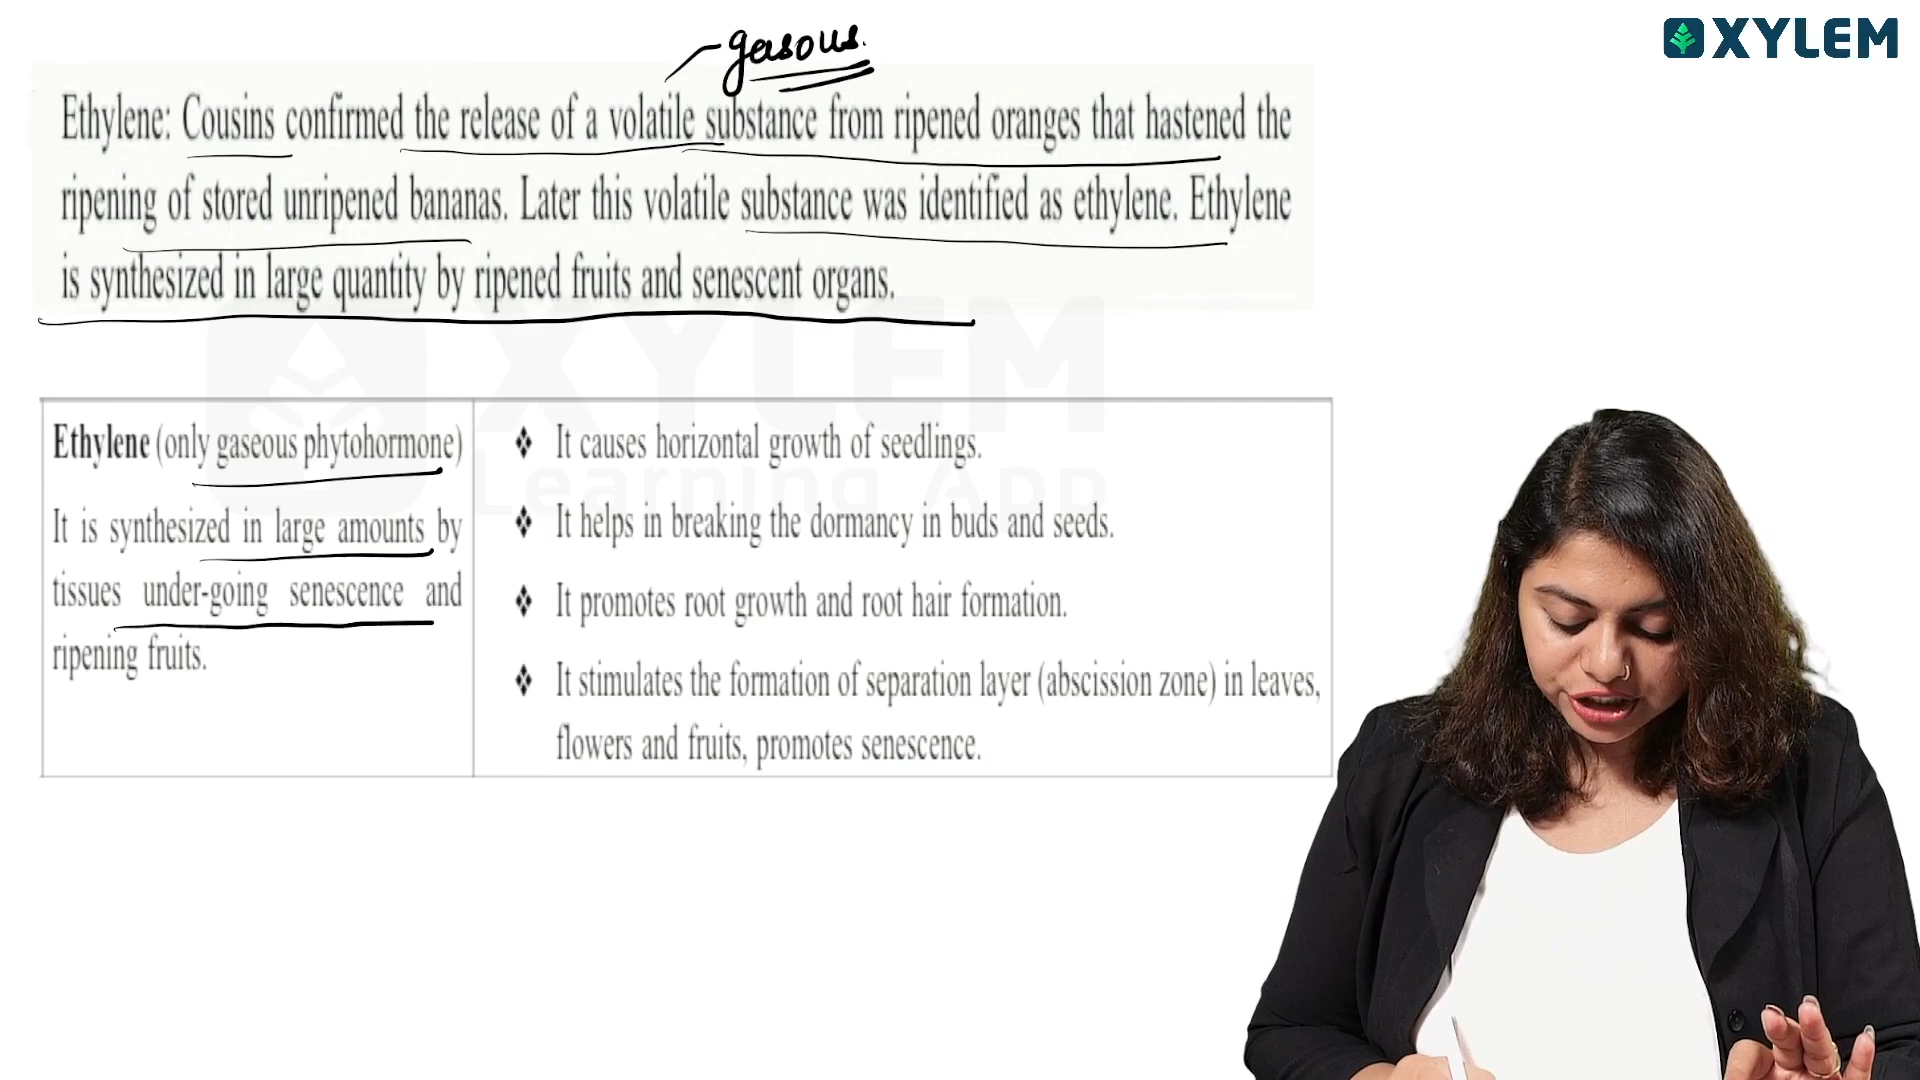 gasous.
XYLEM
Ethylene: Cousins confirmed the release of a volatile substance from ripened oranges that hastened the
ripening of stored unripened bananas. Later this volatile substance was identified as ethylene. Ethylene
is synthesized in large quantity by ripened fruits and senescent organs.
XYLEM
Learning App
Ethylene (only gaseous phytohormone)
It is synthesized in large amounts by
tissues under-going senescence and
ripening fruits.
❖ It causes horizontal growth of seedlings.
❖ It helps in breaking the dormancy in buds and seeds.
❖ It promotes root growth and root hair formation.
❖ It stimulates the formation of separation layer (abscission zone) in leaves,
flowers and fruits, promotes senescence.